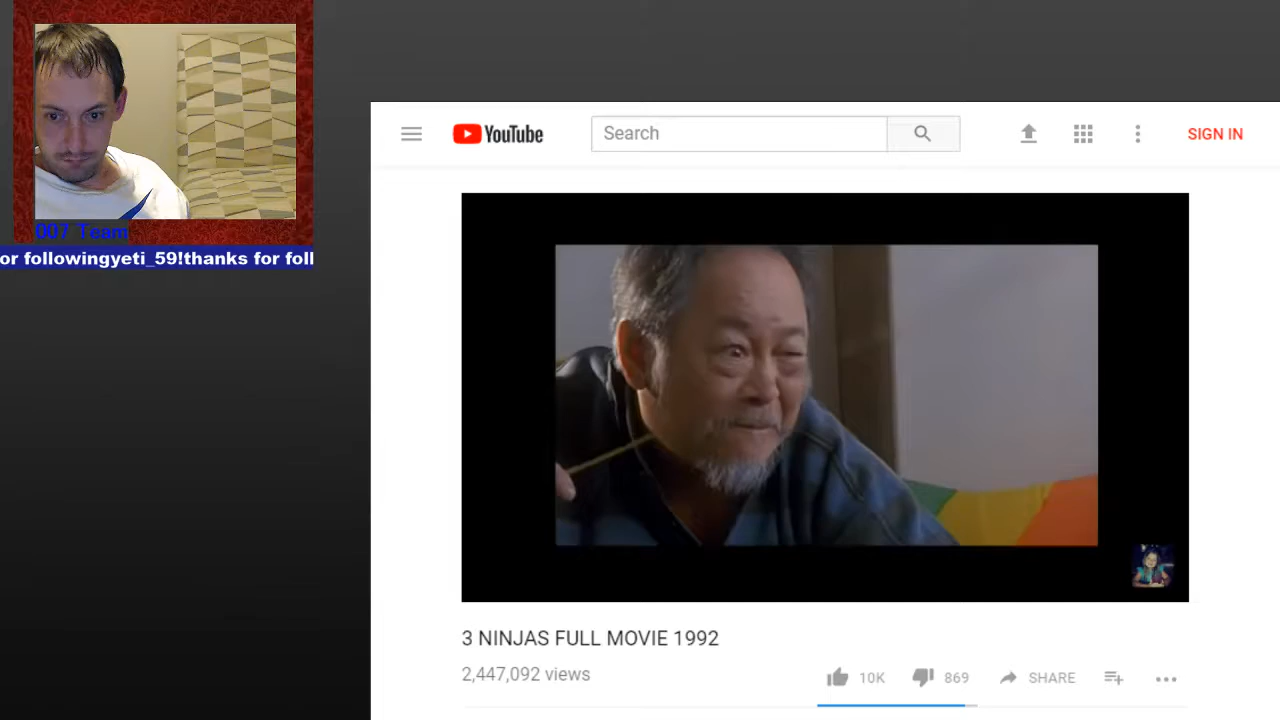 007 Team
or followingyeti_59!thanks for foll
YouTube
Search
SIGN IN
3 NINJAS FULL MOVIE 1992
2,447,092 views
10K
869
SHARE